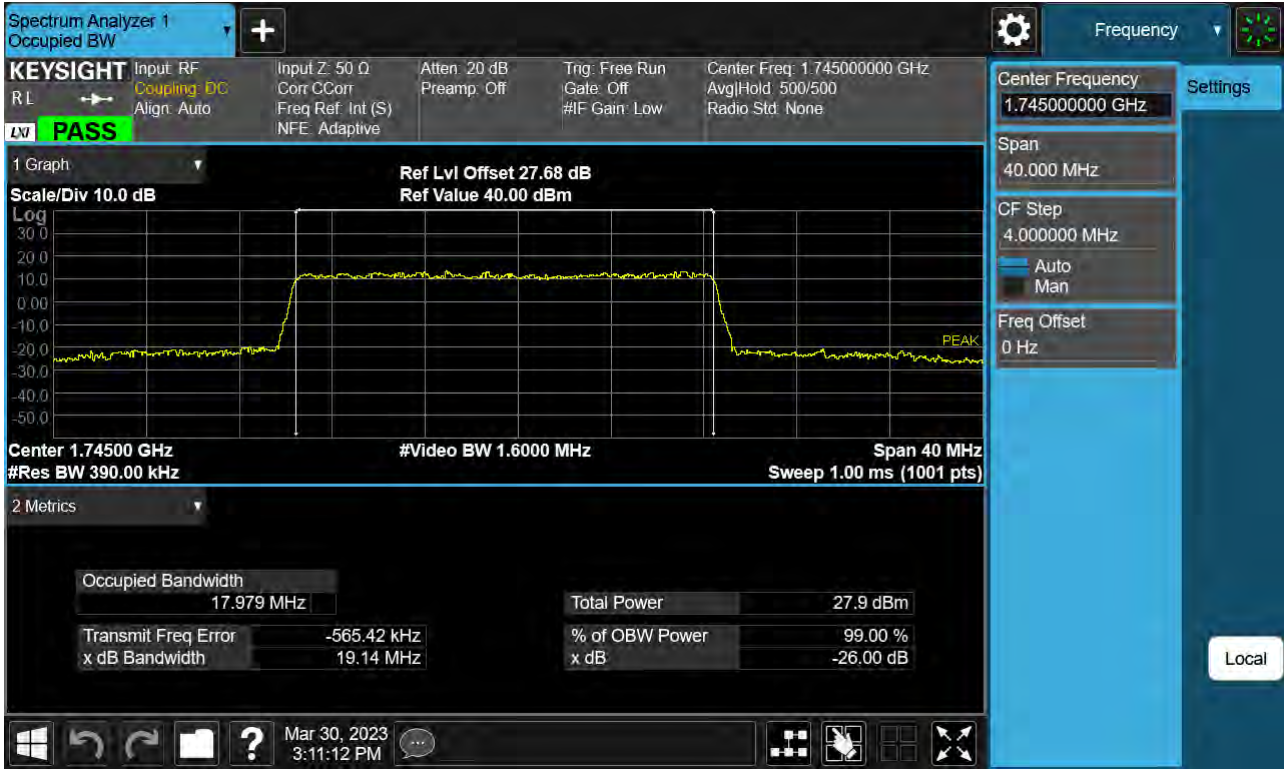 Spectrum Analyzer 1
Occupied BW
+
Frequency
KEYSIGHT
RL
LXI PASS
Input: RF
Coupling: DC
Align: Auto
Input Z: 50 Ω
Corr CCorr
Freq Ref: Int (S)
NFE: Adaptive
Atten: 20 dB
Preamp: Off
Trig: Free Run
Gate: Off
#IF Gain: Low
Center Freq: 1.745000000 GHz
Avg|Hold: 500/500
Radio Std: None
Center Frequency
1.745000000 GHz
Settings
Span
40.000 MHz
CF Step
4.000000 MHz
Auto
Man
Freq Offset
0 Hz
Local
1 Graph
Scale/Div 10.0 dB
Ref Lvl Offset 27.68 dB
Ref Value 40.00 dBm
Log
30.0
20.0
10.0
0.00
-10.0
-20.0
-30.0
-40.0
-50.0
PEAK
Center 1.74500 GHz
#Video BW 1.6000 MHz
Span 40 MHz
#Res BW 390.00 kHz
Sweep 1.00 ms (1001 pts)
2 Metrics
Occupied Bandwidth
17.979 MHz
Total Power 27.9 dBm
Transmit Freq Error -565.42 kHz
% of OBW Power 99.00 %
x dB Bandwidth 19.14 MHz
x dB -26.00 dB
?
Mar 30, 2023
3:11:12 PM